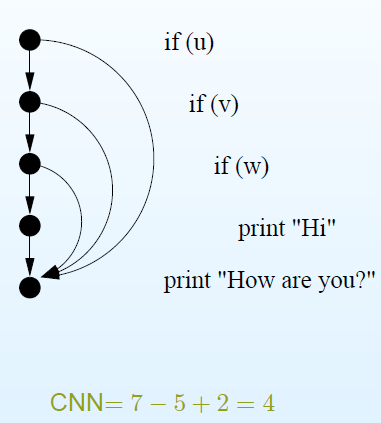 if (u)
if (v)
if (w)
print "Hi"
print "How are you?"
CNN= 7 − 5 + 2 = 4